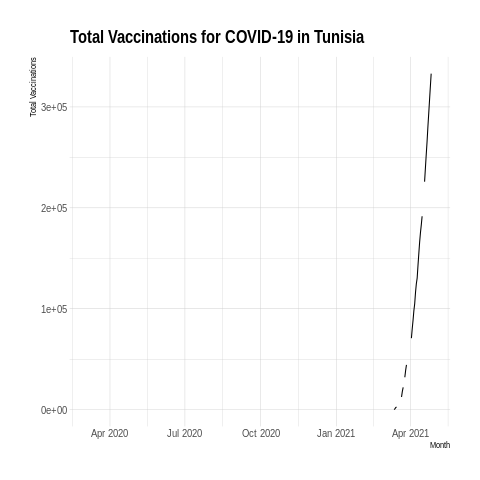 Total Vaccinations for COVID-19 in Tunisia
Total Vaccinations
3e+05
2e+05
1e+05
0e+00
Apr 2020 Jul 2020 Oct 2020 Jan 2021 Apr 2021
Month